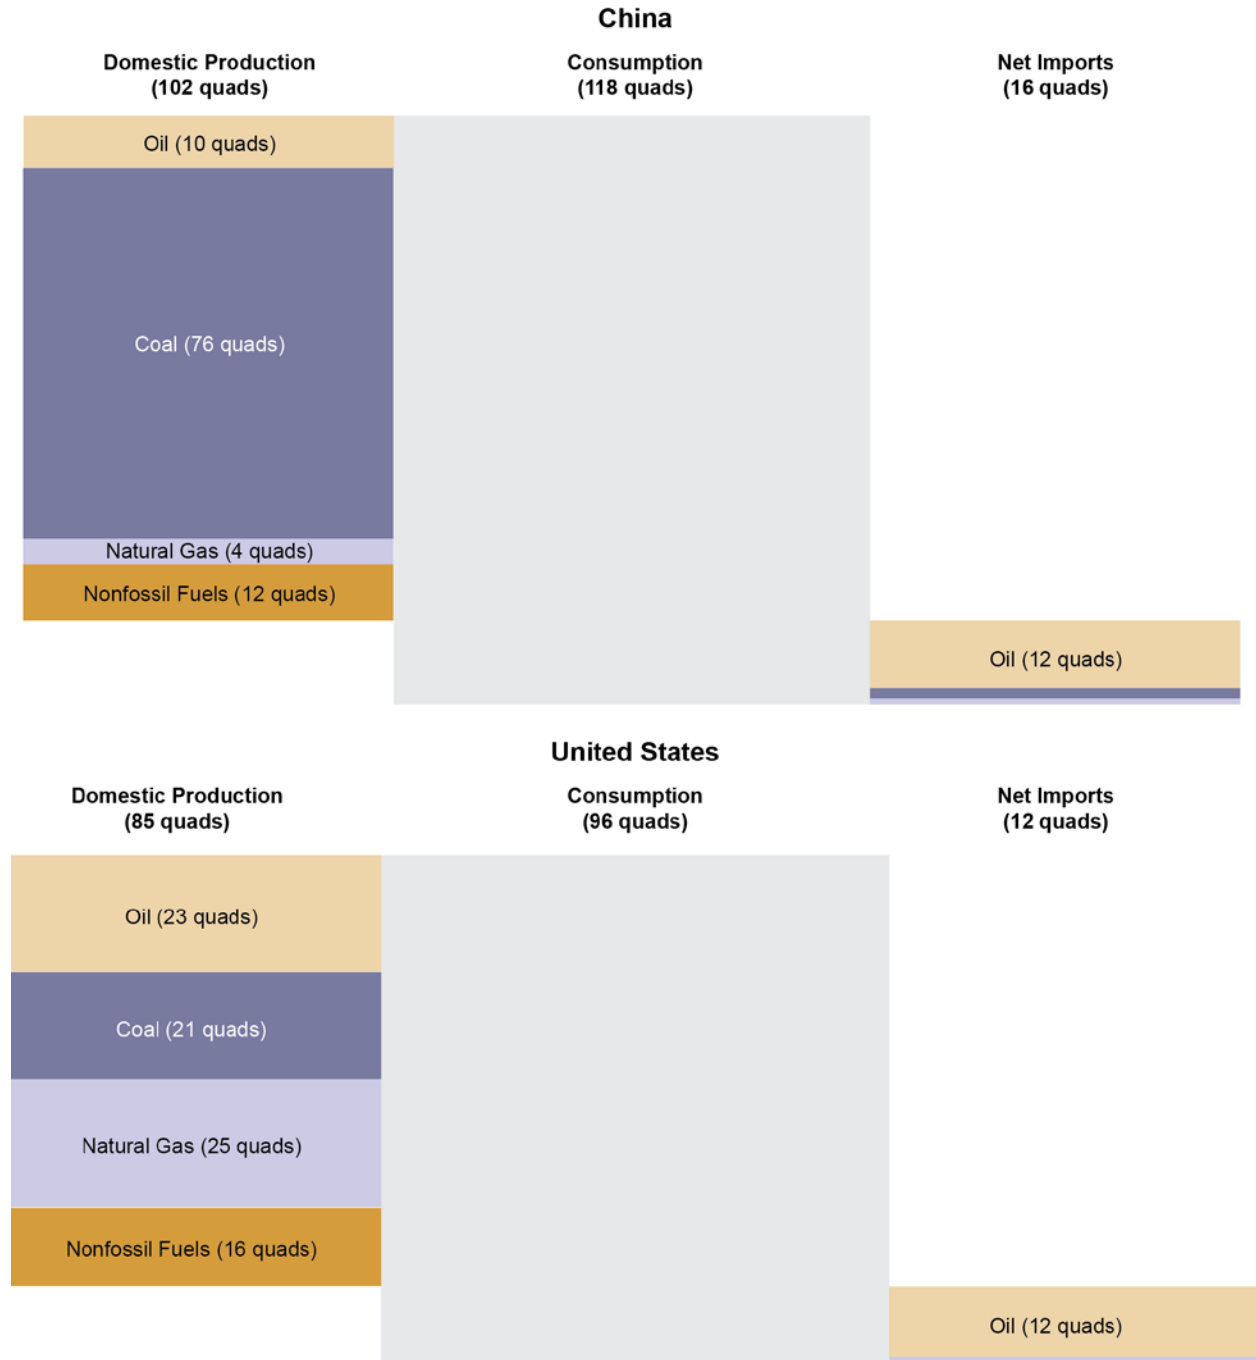 China
Domestic Production
(102 quads)
Consumption
(118 quads)
Net Imports
(16 quads)
Oil (10 quads)
Coal (76 quads)
Natural Gas (4 quads)
Nonfossil Fuels (12 quads)
Oil (12 quads)
United States
Domestic Production
(85 quads)
Consumption
(96 quads)
Net Imports
(12 quads)
Oil (23 quads)
Coal (21 quads)
Natural Gas (25 quads)
Nonfossil Fuels (16 quads)
Oil (12 quads)